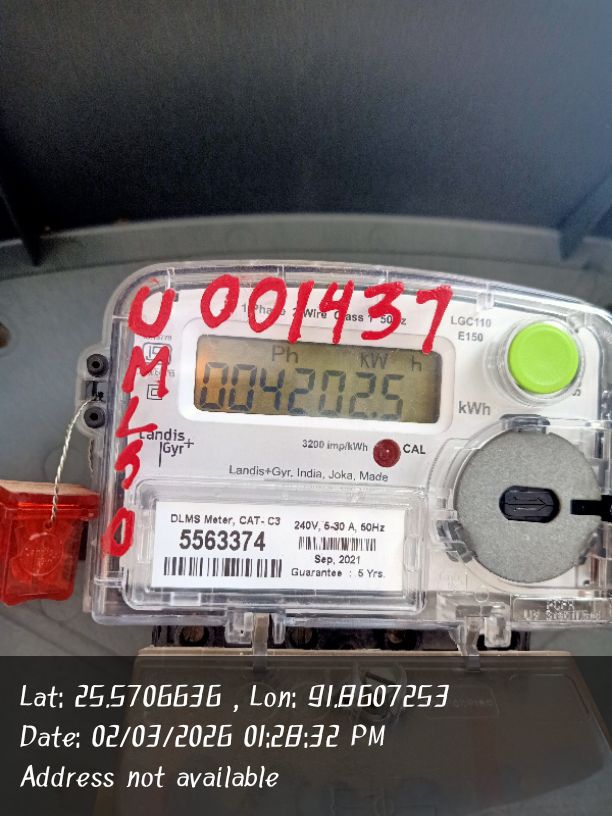 U 001437
M
L
S
D
1 Phase 2 Wire Class 1 50Hz
LGC110
E150
Ph kW h
004202.5
kWh
Landis+
Gyr
3200 imp/kWh CAL
Landis+Gyr, India, Joka, Made
DLMS Meter, CAT- C3
5563374
240V, 5-30 A, 50Hz
Sep, 2021
Guarantee : 5 Yrs.
Lat: 25.5706636 , Lon: 91.8607253
Date: 02/03/2026 01:28:32 PM
Address not available